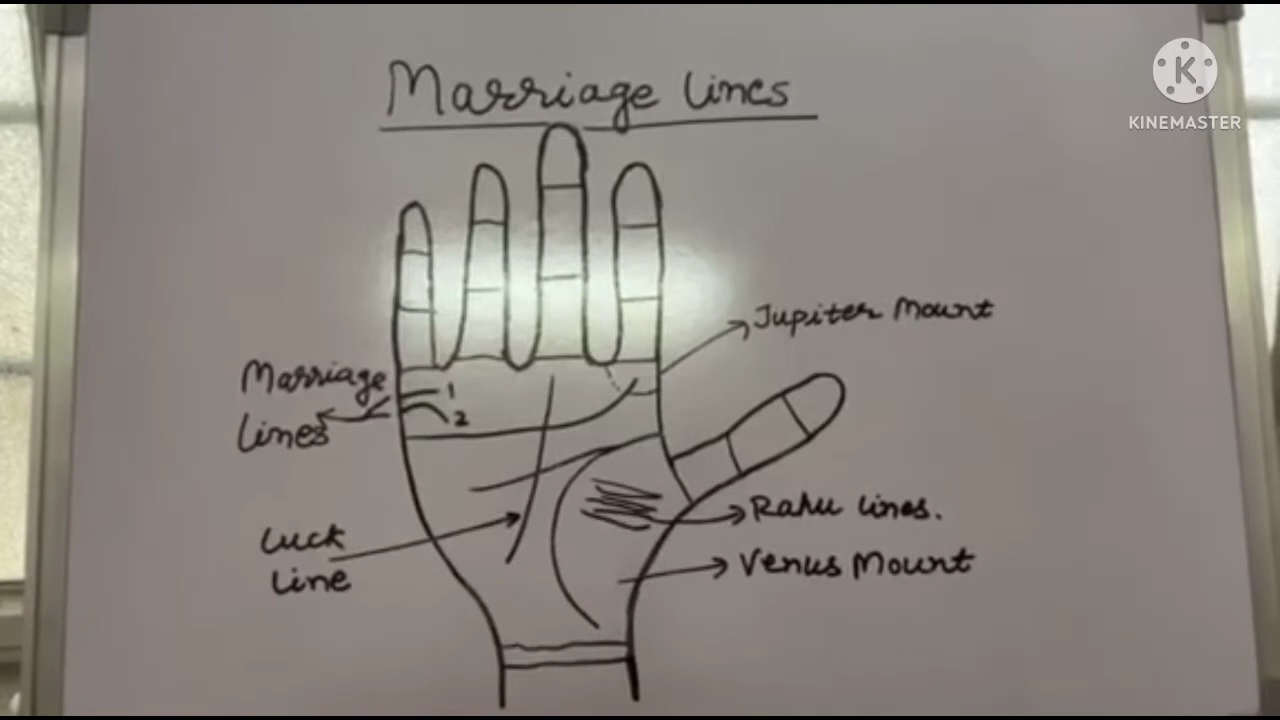 Marriage Lines
K
KINEMASTER
Jupiter Mount
Marriage
Lines
1
2
Luck
Line
Rahu Lines.
Venus Mount